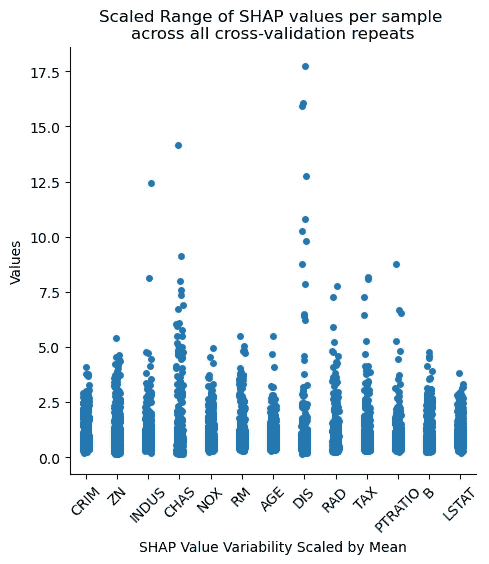 Scaled Range of SHAP values per sample
across all cross-validation repeats
Values
17.5
15.0
12.5
10.0
7.5
5.0
2.5
0.0
CRIM
ZN
INDUS
CHAS
NOX
RM
AGE
DIS
RAD
TAX
PTRATIO
B
LSTAT
SHAP Value Variability Scaled by Mean